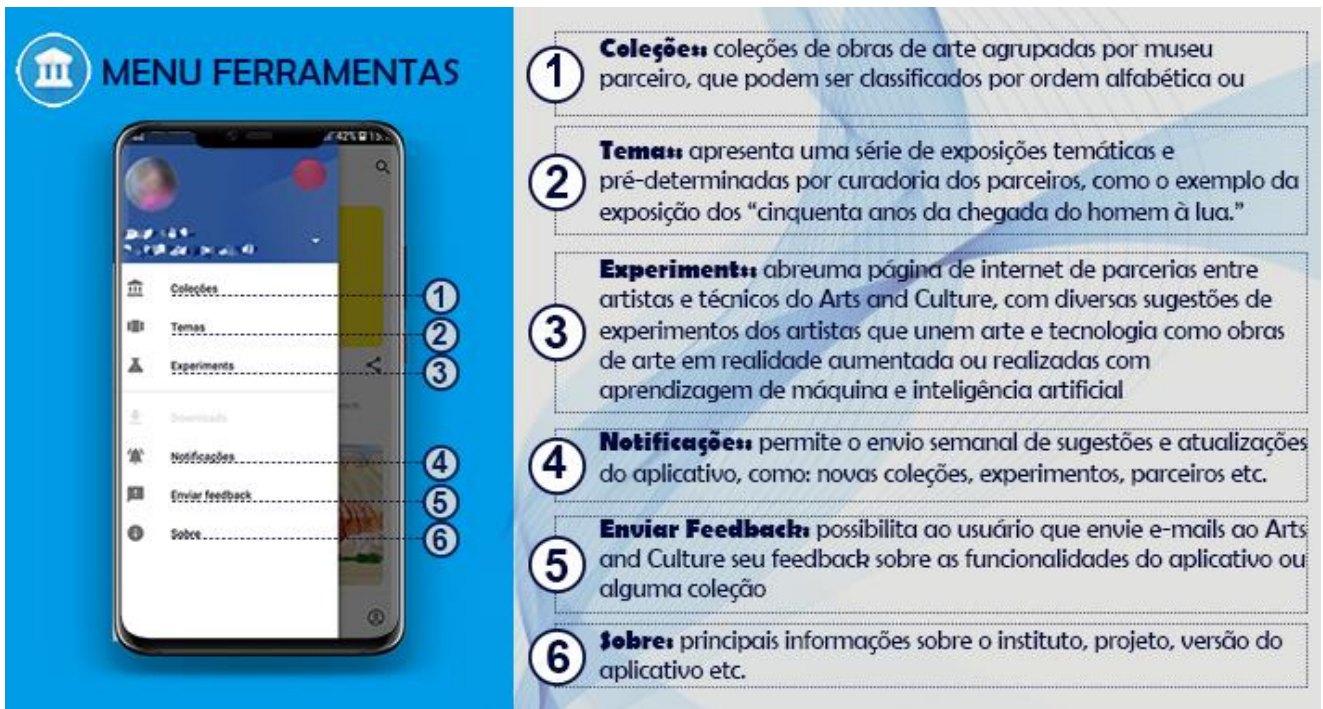 MENU FERRAMENTAS
42%
Coleções
1
Temas
2
Experiments
3
Downloads
Notificações
4
Enviar feedback
5
Sobre
6
1
Coleções: coleções de obras de arte agrupadas por museu
parceiro, que podem ser classificados por ordem alfabética ou
2
Temas: apresenta uma série de exposições temáticas e
pré-determinadas por curadoria dos parceiros, como o exemplo da
exposição dos “cinquenta anos da chegada do homem à lua.”
3
Experiments: abreuma página de internet de parcerias entre
artistas e técnicos do Arts and Culture, com diversas sugestões de
experimentos dos artistas que unem arte e tecnologia como obras
de arte em realidade aumentada ou realizadas com
aprendizagem de máquina e inteligência artificial
4
Notificações: permite o envio semanal de sugestões e atualizações
do aplicativo, como: novas coleções, experimentos, parceiros etc.
5
Enviar Feedback: possibilita ao usuário que envie e-mails ao Arts
and Culture seu feedback sobre as funcionalidades do aplicativo ou
alguma coleção
6
Sobre: principais informações sobre o instituto, projeto, versão do
aplicativo etc.